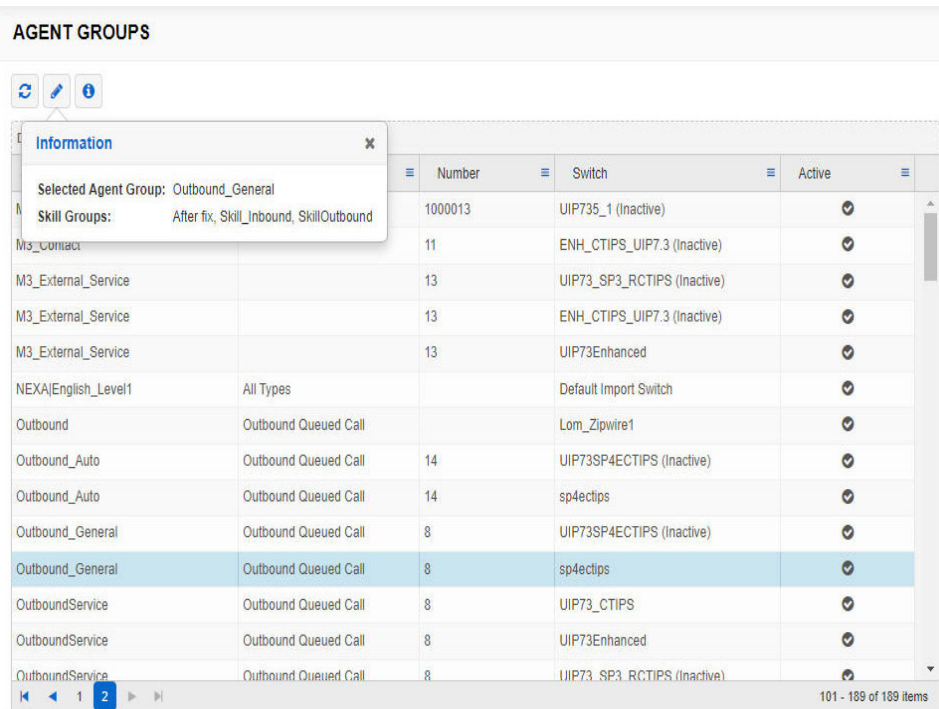 AGENT GROUPS
Information
Selected Agent Group: Outbound_General
Skill Groups: After fix, Skill_Inbound, SkillOutbound
Number Switch Active
1000013 UIP735_1 (Inactive)
M3_Contact 11 ENH_CTIPS_UIP7.3 (Inactive)
M3_External_Service 13 UIP73_SP3_RCTIPS (Inactive)
M3_External_Service 13 ENH_CTIPS_UIP7.3 (Inactive)
M3_External_Service 13 UIP73Enhanced
NEXA|English_Level1 All Types Default Import Switch
Outbound Outbound Queued Call Lom_Zipwire1
Outbound_Auto Outbound Queued Call 14 UIP73SP4ECTIPS (Inactive)
Outbound_Auto Outbound Queued Call 14 sp4ectips
Outbound_General Outbound Queued Call 8 UIP73SP4ECTIPS (Inactive)
Outbound_General Outbound Queued Call 8 sp4ectips
OutboundService Outbound Queued Call 8 UIP73_CTIPS
OutboundService Outbound Queued Call 8 UIP73Enhanced
OutboundService Outbound Queued Call 8 UIP73_SP3_RCTIPS (Inactive)
1 2 101 - 189 of 189 items